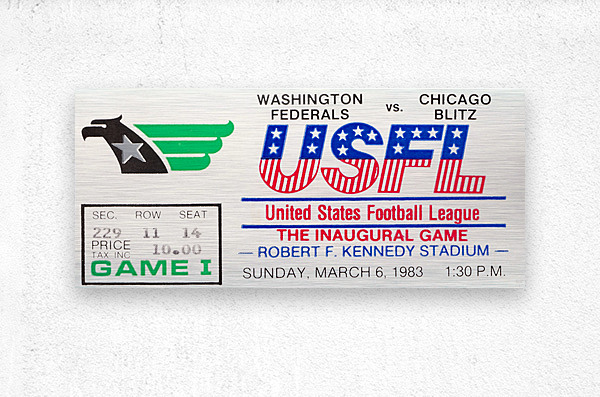 WASHINGTON FEDERALS vs. CHICAGO BLITZ
USFL
United States Football League
THE INAUGURAL GAME
— ROBERT F. KENNEDY STADIUM —
SUNDAY, MARCH 6, 1983 1:30 P.M.
SEC. ROW SEAT
229 11 14
PRICE 10.00
TAX INC
GAME I